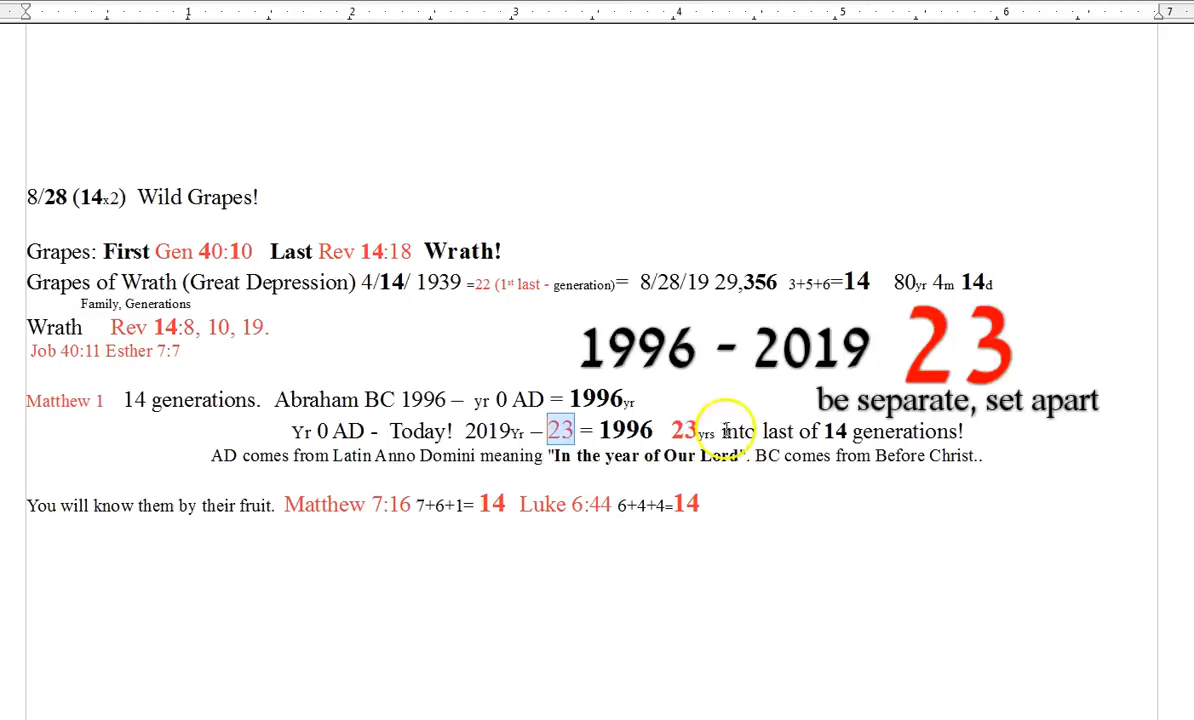 1 2 3 4 5 6 7
8/28 (14x2) Wild Grapes!
Grapes: First Gen 40:10 Last Rev 14:18 Wrath!
Grapes of Wrath (Great Depression) 4/14/ 1939 =22 (1st last - generation)= 8/28/19 29,356 3+5+6=14 80yr 4m 14d
Family, Generations
Wrath Rev 14:8, 10, 19.
Job 40:11 Esther 7:7
1996 - 2019 23
be separate, set apart
Matthew 1 14 generations. Abraham BC 1996 – yr 0 AD = 1996yr
Yr 0 AD - Today! 2019Yr – 23 = 1996 23yrs into last of 14 generations!
AD comes from Latin Anno Domini meaning "In the year of Our Lord". BC comes from Before Christ..
You will know them by their fruit. Matthew 7:16 7+6+1= 14 Luke 6:44 6+4+4=14